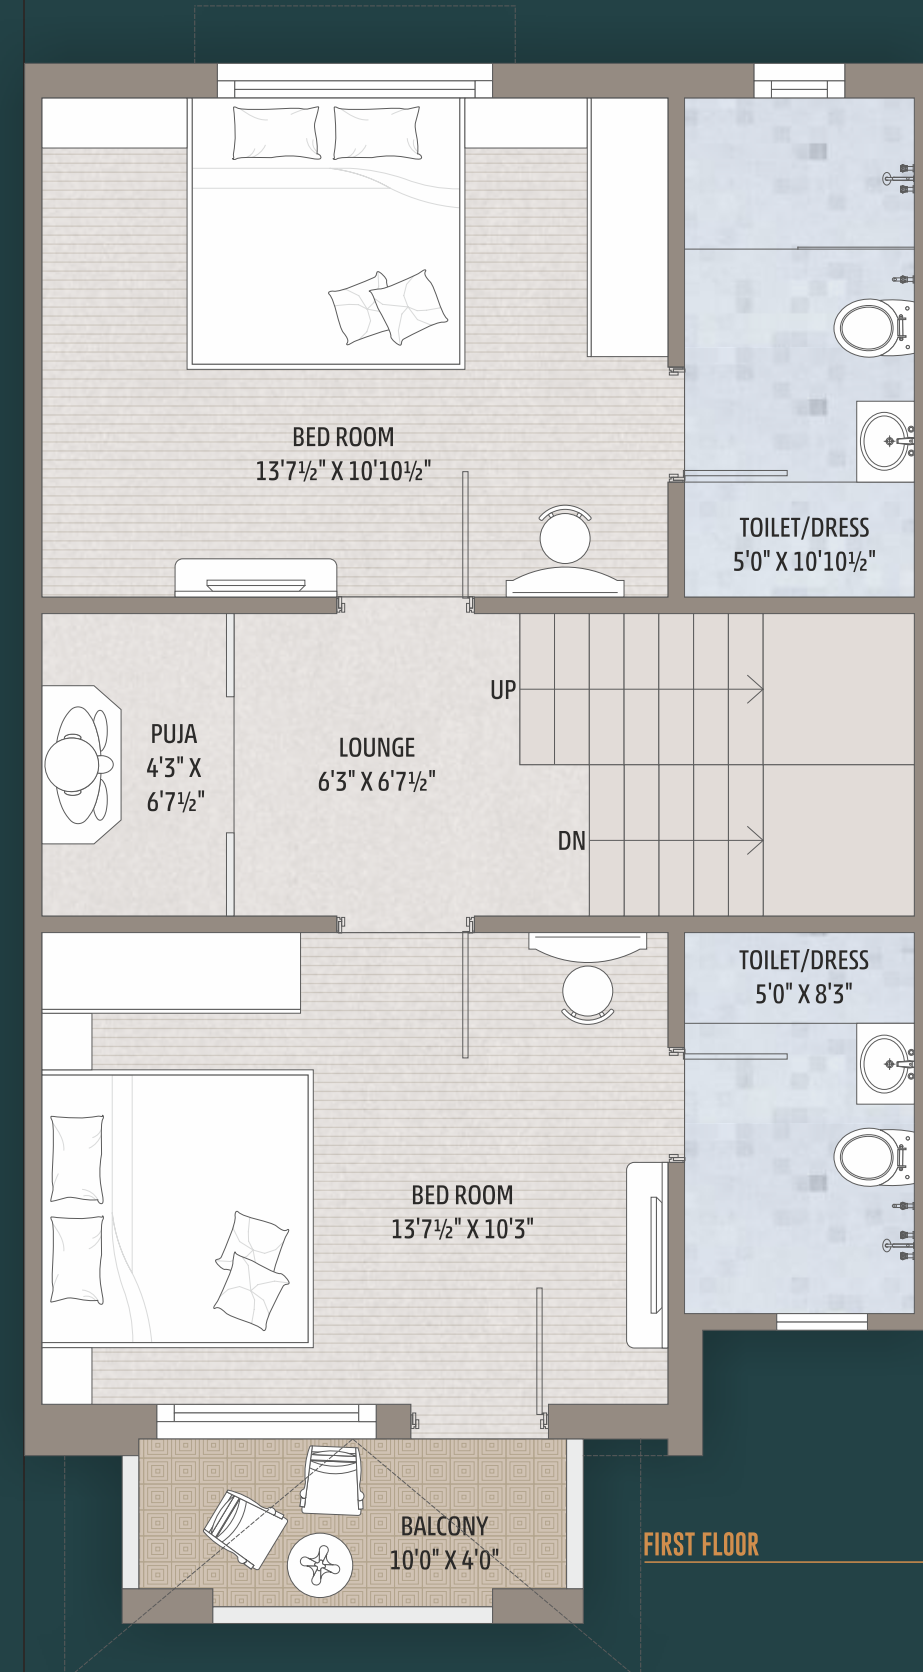 BED ROOM
13'7½" X 10'10½"
TOILET/DRESS
5'0" X 10'10½"
UP
PUJA
4'3" X
6'7½"
LOUNGE
6'3" X 6'7½"
DN
TOILET/DRESS
5'0" X 8'3"
BED ROOM
13'7½" X 10'3"
BALCONY
10'0" X 4'0"
FIRST FLOOR